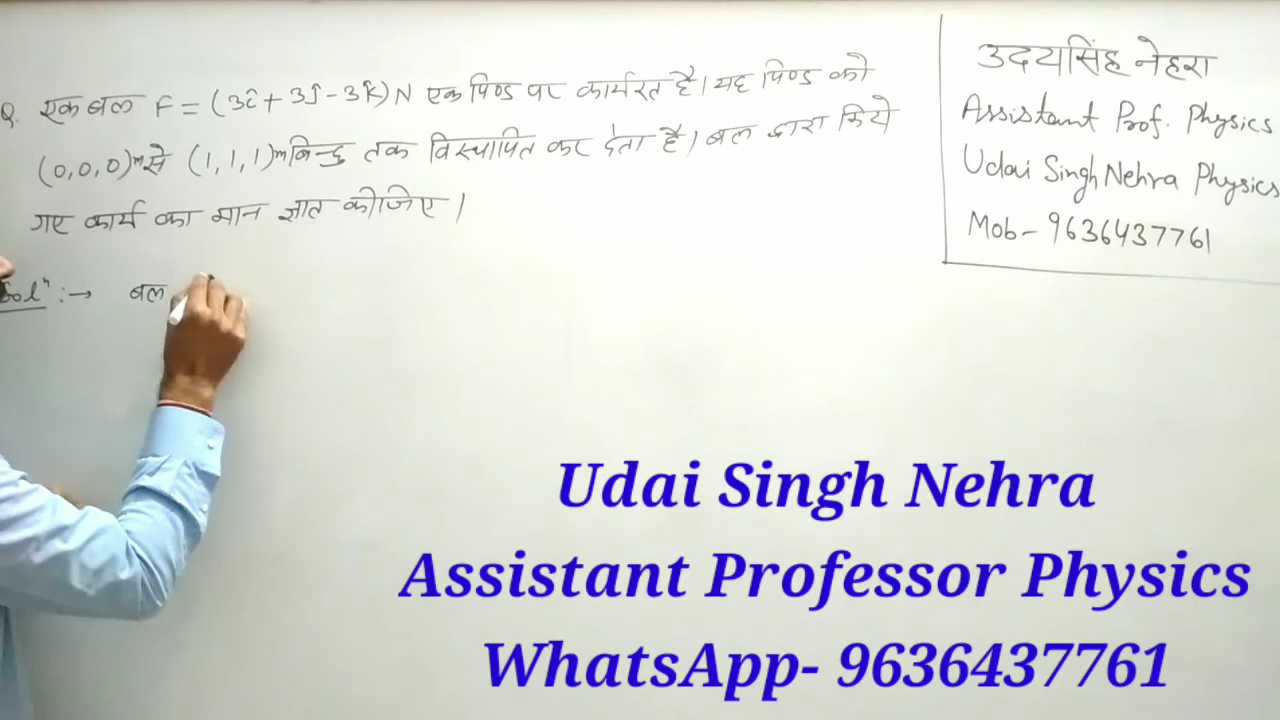 Q. एक बल F = (3î + 3ĵ - 3k̂) N एक पिण्ड पर कार्यरत है। यह पिण्ड को
(0,0,0)ᵐ से (1,1,1)ᵐ बिन्दु तक विस्थापित कर देता है। बल द्वारा किये
गए कार्य का मान ज्ञात कीजिए।
Solⁿ :→ बल
उदयसिंह नेहरा
Assistant Prof. Physics
Udai Singh Nehra Physics
Mob- 9636437761
Udai Singh Nehra
Assistant Professor Physics
WhatsApp- 9636437761